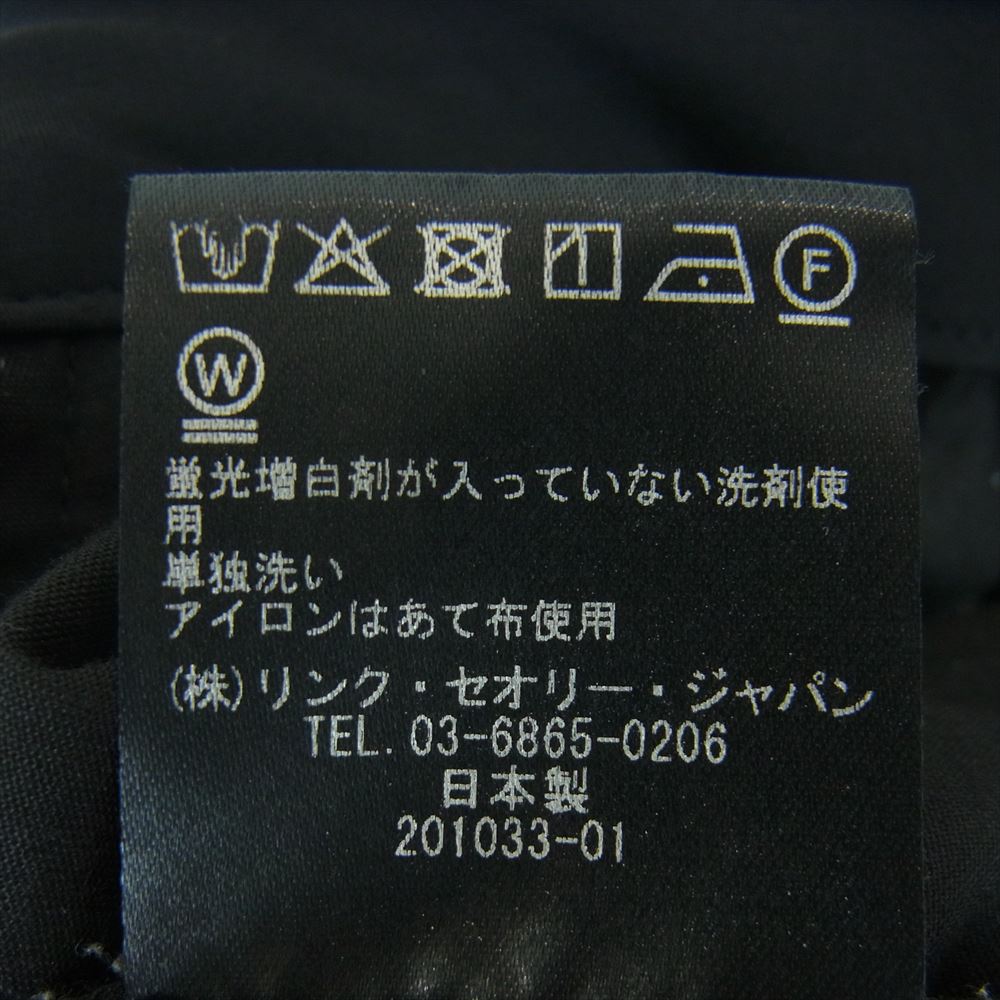 F
W
蛍光増白剤が入っていない洗剤使
用
単独洗い
アイロンはあて布使用
(株)リンク・セオリー・ジャパン
TEL. 03-6865-0206
日本製
201033-01